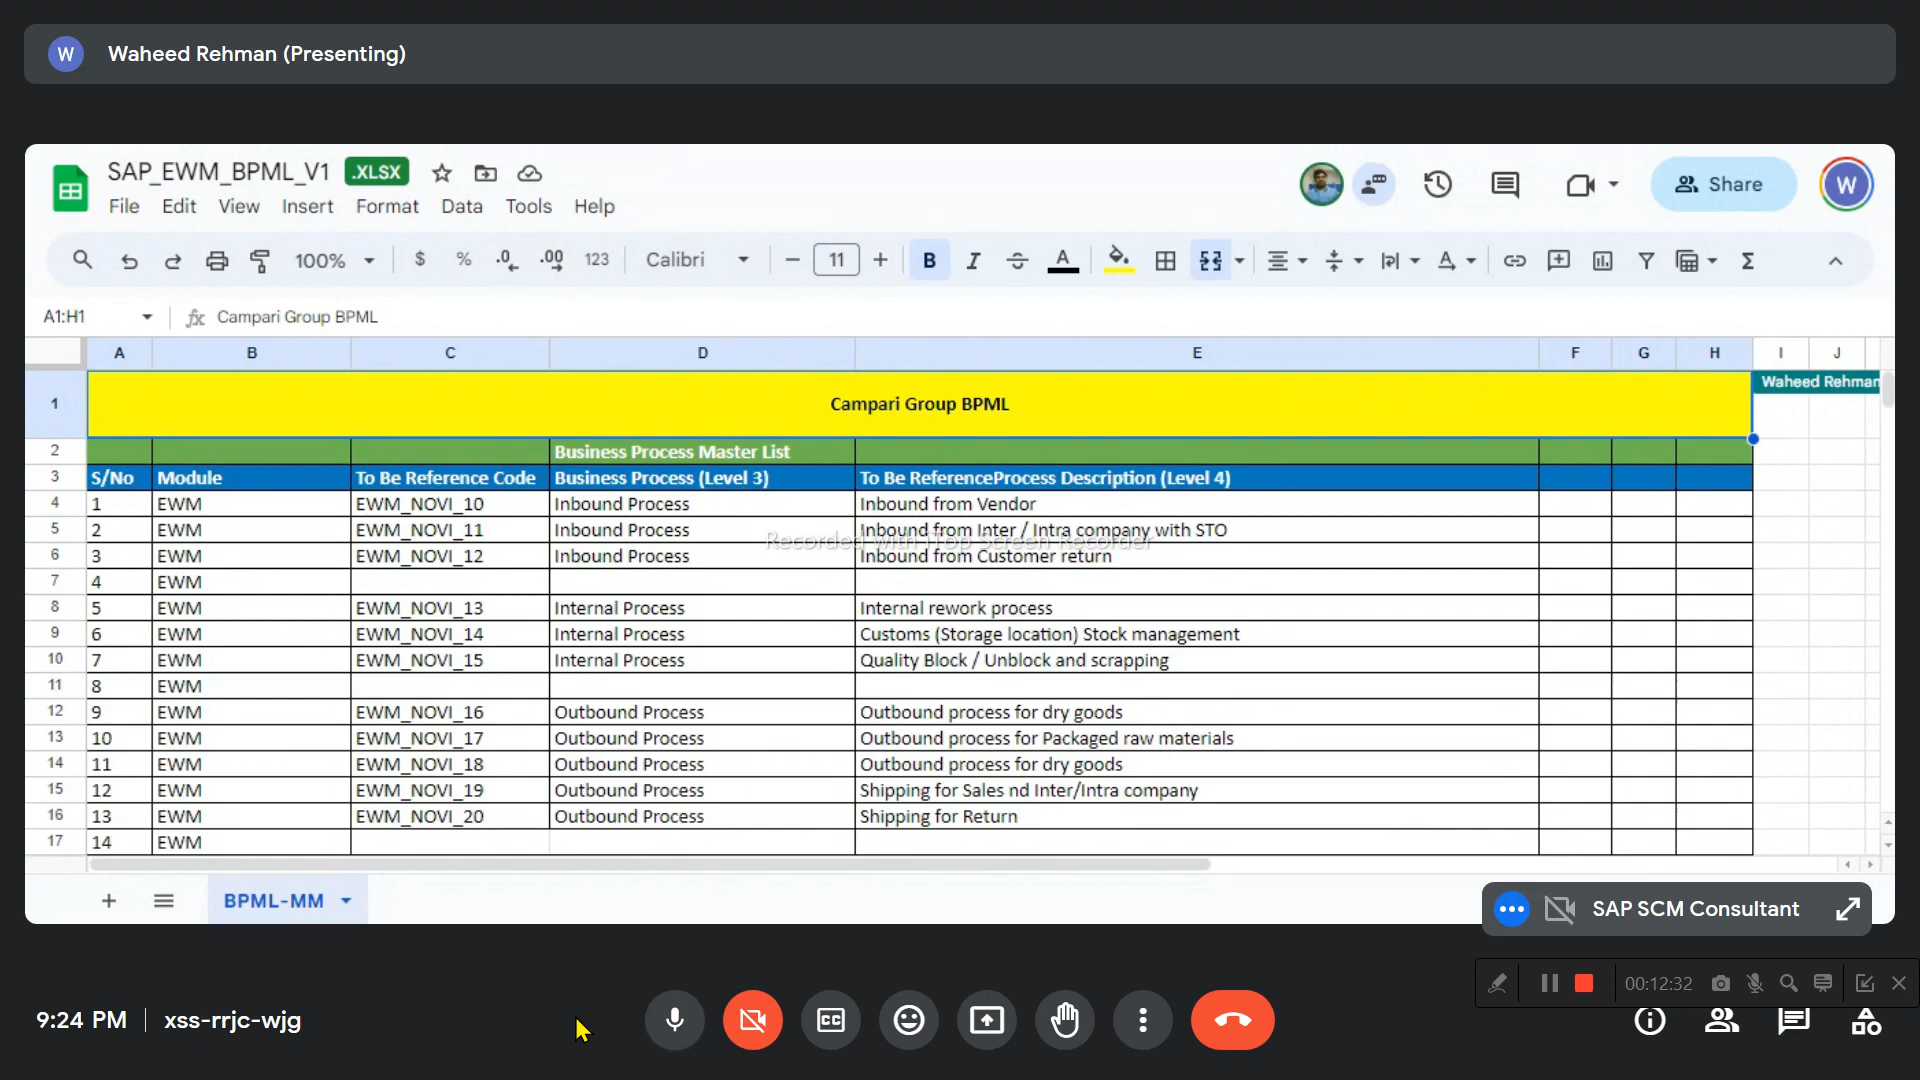 W Waheed Rehman (Presenting)
SAP_EWM_BPML_V1 .XLSX
Share W
File Edit View Insert Format Data Tools Help
100% $ % .0 .00 123 Calibri 11 B I A A
A1:H1 fx Campari Group BPML
A B C D E F G H I J
1 Campari Group BPML Waheed Rehman
2 Business Process Master List
3 S/No Module To Be Reference Code Business Process (Level 3) To Be ReferenceProcess Description (Level 4)
4 1 EWM EWM_NOVI_10 Inbound Process Inbound from Vendor
5 2 EWM EWM_NOVI_11 Inbound Process Inbound from Inter / Intra company with STO
Recorded with iTop Screen Recorder
6 3 EWM EWM_NOVI_12 Inbound Process Inbound from Customer return
7 4 EWM
8 5 EWM EWM_NOVI_13 Internal Process Internal rework process
9 6 EWM EWM_NOVI_14 Internal Process Customs (Storage location) Stock management
10 7 EWM EWM_NOVI_15 Internal Process Quality Block / Unblock and scrapping
11 8 EWM
12 9 EWM EWM_NOVI_16 Outbound Process Outbound process for dry goods
13 10 EWM EWM_NOVI_17 Outbound Process Outbound process for Packaged raw materials
14 11 EWM EWM_NOVI_18 Outbound Process Outbound process for dry goods
15 12 EWM EWM_NOVI_19 Outbound Process Shipping for Sales nd Inter/Intra company
16 13 EWM EWM_NOVI_20 Outbound Process Shipping for Return
17 14 EWM
BPML-MM
SAP SCM Consultant
00:12:32
9:24 PM xss-rrjc-wjg
CC